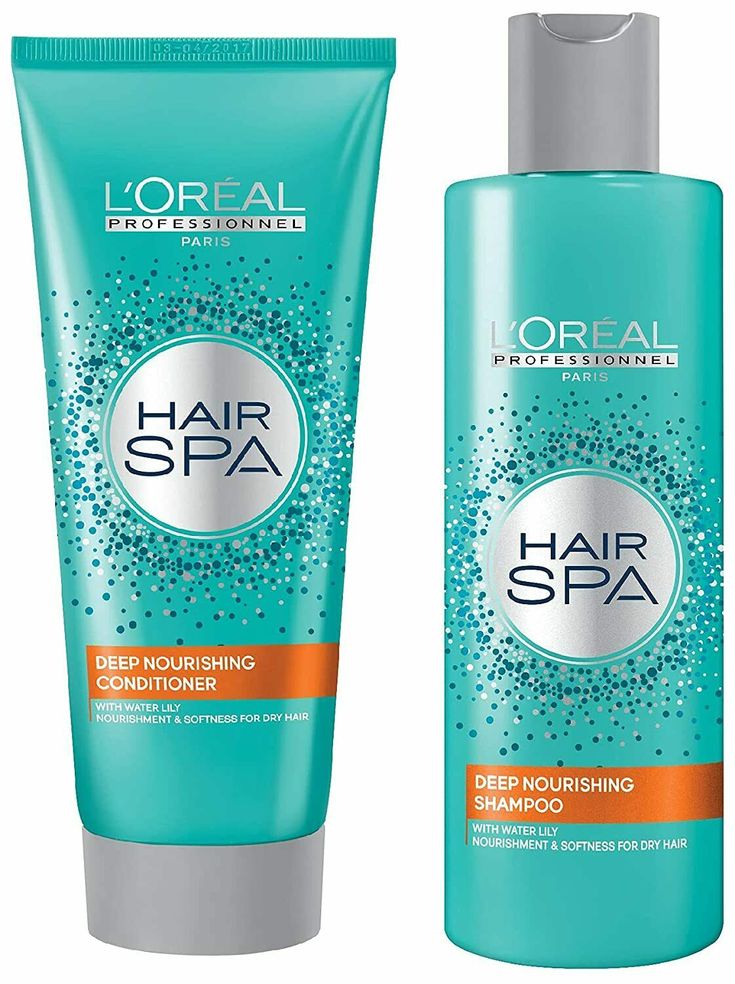 03-04/2017
L'ORÉAL
PROFESSIONNEL
PARIS
HAIR
SPA
DEEP NOURISHING
CONDITIONER
WITH WATER LILY
NOURISHMENT & SOFTNESS FOR DRY HAIR
L'ORÉAL
PROFESSIONNEL
PARIS
HAIR
SPA
DEEP NOURISHING
SHAMPOO
WITH WATER LILY
NOURISHMENT & SOFTNESS FOR DRY HAIR